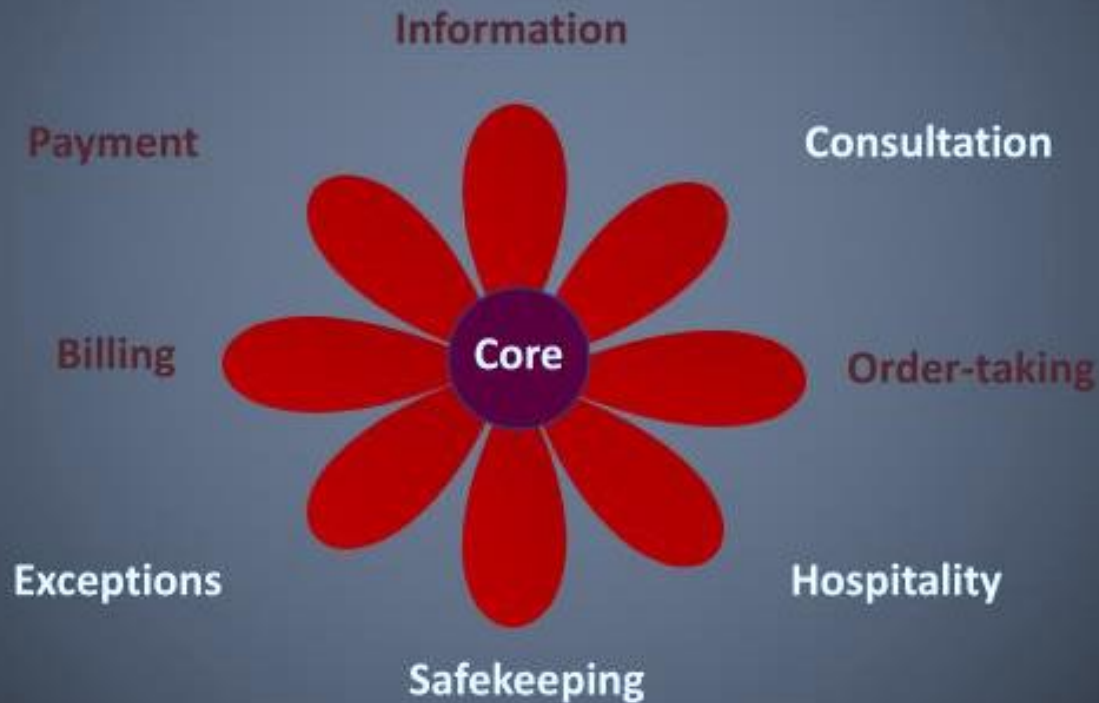 Information
Payment
Consultation
Core
Billing
Order-taking
Exceptions
Hospitality
Safekeeping